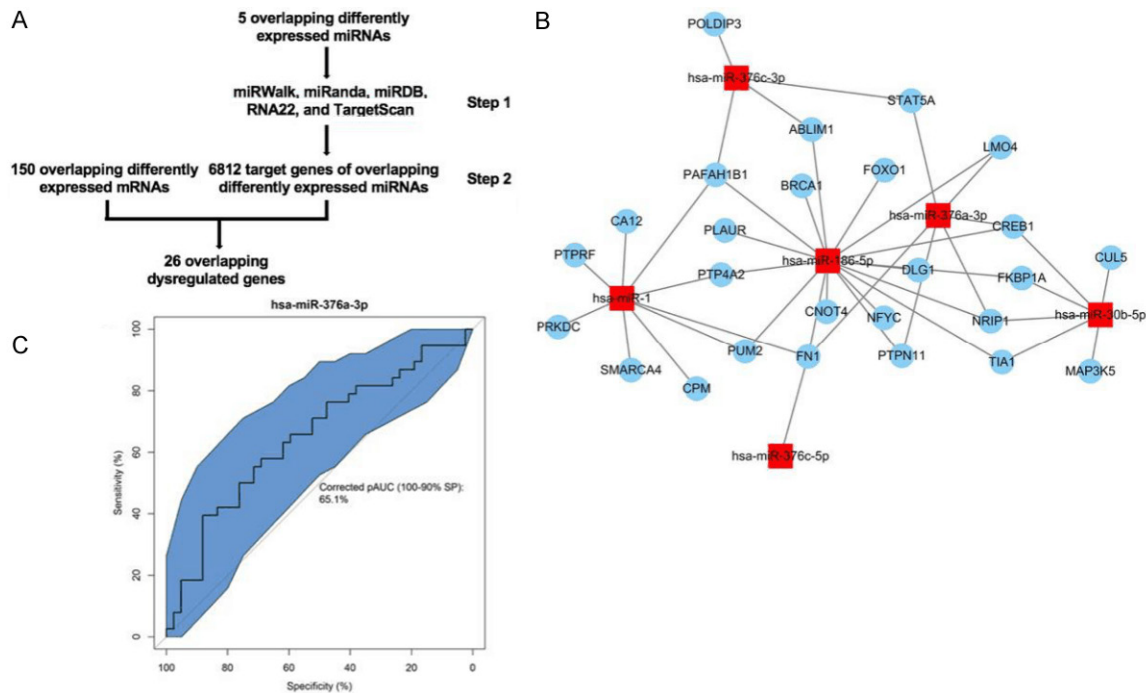 A
5 overlapping differently
expressed miRNAs
miRWalk, miRanda, miRDB,
RNA22, and TargetScan
Step 1
150 overlapping differently
expressed mRNAs
6812 target genes of overlapping
differently expressed miRNAs
Step 2
26 overlapping
dysregulated genes
B
POLDIP3
hsa-miR-376c-3p
STAT5A
ABLIM1
LMO4
PAFAH1B1
FOXO1
BRCA1
hsa-miR-376a-3p
CA12
PLAUR
CREB1
PTPRF
hsa-miR-186-5p
CUL5
PTP4A2
DLG1
FKBP1A
hsa-miR-1
CNOT4
NFYC
NRIP1
hsa-miR-30b-5p
PRKDC
PUM2
FN1
PTPN11
TIA1
SMARCA4
MAP3K5
CPM
hsa-miR-376c-5p
C
hsa-miR-376a-3p
Sensitivity (%)
100
80
60
40
20
0
Corrected pAUC (100-90% SP):
65.1%
100 80 60 40 20 0
Specificity (%)